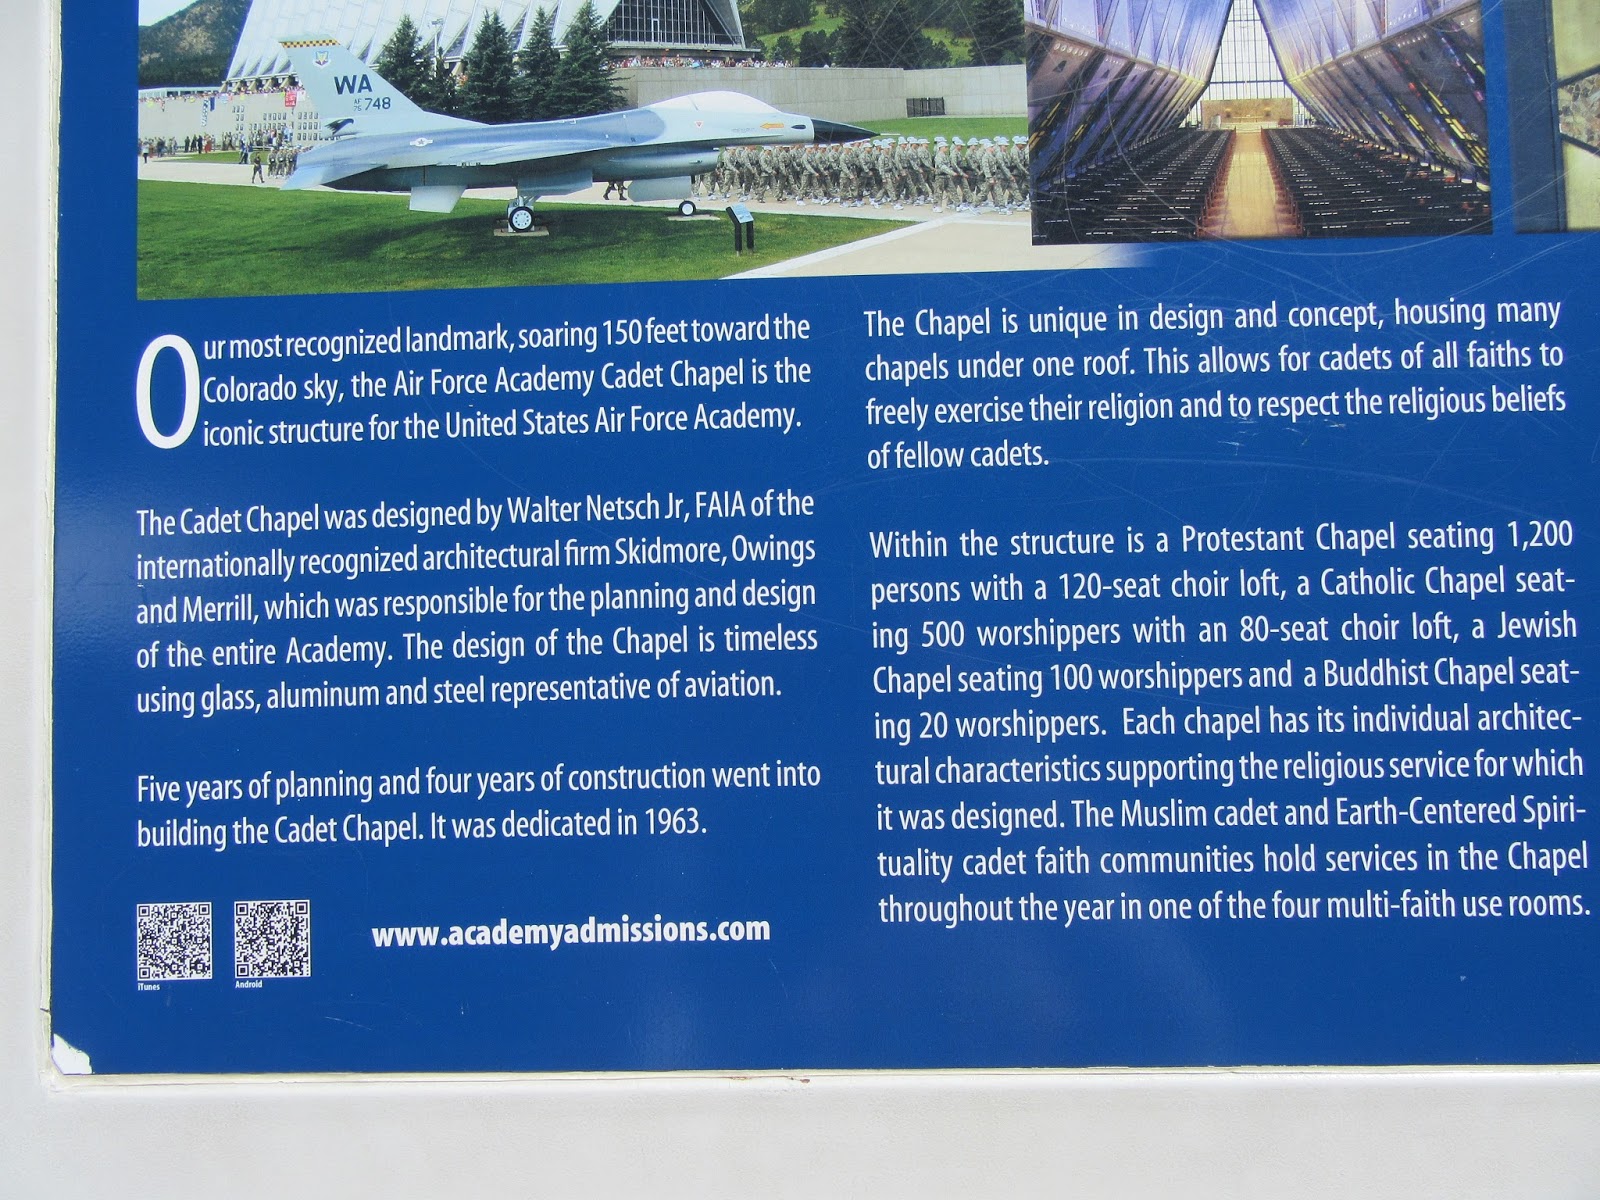 WA
AF
75 748
Our most recognized landmark, soaring 150 feet toward the
Colorado sky, the Air Force Academy Cadet Chapel is the
iconic structure for the United States Air Force Academy.
The Cadet Chapel was designed by Walter Netsch Jr, FAIA of the
internationally recognized architectural firm Skidmore, Owings
and Merrill, which was responsible for the planning and design
of the entire Academy. The design of the Chapel is timeless
using glass, aluminum and steel representative of aviation.
Five years of planning and four years of construction went into
building the Cadet Chapel. It was dedicated in 1963.
iTunes
Android
www.academyadmissions.com
The Chapel is unique in design and concept, housing many
chapels under one roof. This allows for cadets of all faiths to
freely exercise their religion and to respect the religious beliefs
of fellow cadets.
Within the structure is a Protestant Chapel seating 1,200
persons with a 120-seat choir loft, a Catholic Chapel seat-
ing 500 worshippers with an 80-seat choir loft, a Jewish
Chapel seating 100 worshippers and a Buddhist Chapel seat-
ing 20 worshippers. Each chapel has its individual architec-
tural characteristics supporting the religious service for which
it was designed. The Muslim cadet and Earth-Centered Spiri-
tuality cadet faith communities hold services in the Chapel
throughout the year in one of the four multi-faith use rooms.